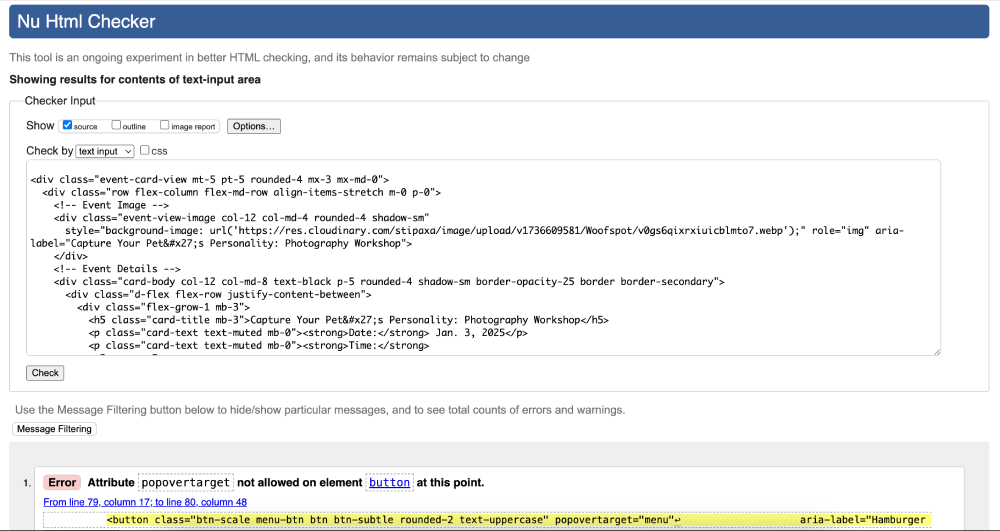 Nu Html Checker
This tool is an ongoing experiment in better HTML checking, and its behavior remains subject to change
Showing results for contents of text-input area
Checker Input
Show source outline image report Options...
Check by text input css
<div class="event-card-view mt-5 pt-5 rounded-4 mx-3 mx-md-0">
<div class="row flex-column flex-md-row align-items-stretch m-0 p-0">
<!-- Event Image -->
<div class="event-view-image col-12 col-md-4 rounded-4 shadow-sm"
style="background-image: url('https://res.cloudinary.com/stipaxa/image/upload/v1736609581/Woofspot/v0gs6qixrxiuicblmto7.webp');" role="img" aria-
label="Capture Your Pet&#x27;s Personality: Photography Workshop">
</div>
<!-- Event Details -->
<div class="card-body col-12 col-md-8 text-black p-5 rounded-4 shadow-sm border-opacity-25 border border-secondary">
<div class="d-flex flex-row justify-content-between">
<div class="flex-grow-1 mb-3">
<h5 class="card-title mb-3">Capture Your Pet&#x27;s Personality: Photography Workshop</h5>
<p class="card-text text-muted mb-0"><strong>Date:</strong> Jan. 3, 2025</p>
<p class="card-text text-muted mb-0"><strong>Time:</strong>
Check
Use the Message Filtering button below to hide/show particular messages, and to see total counts of errors and warnings.
Message Filtering
1. Error Attribute popovertarget not allowed on element button at this point.
From line 79, column 17; to line 80, column 48
<button class="btn-scale menu-btn btn btn-subtle rounded-2 text-uppercase" popovertarget="menu"↩ aria-label="Hamburger